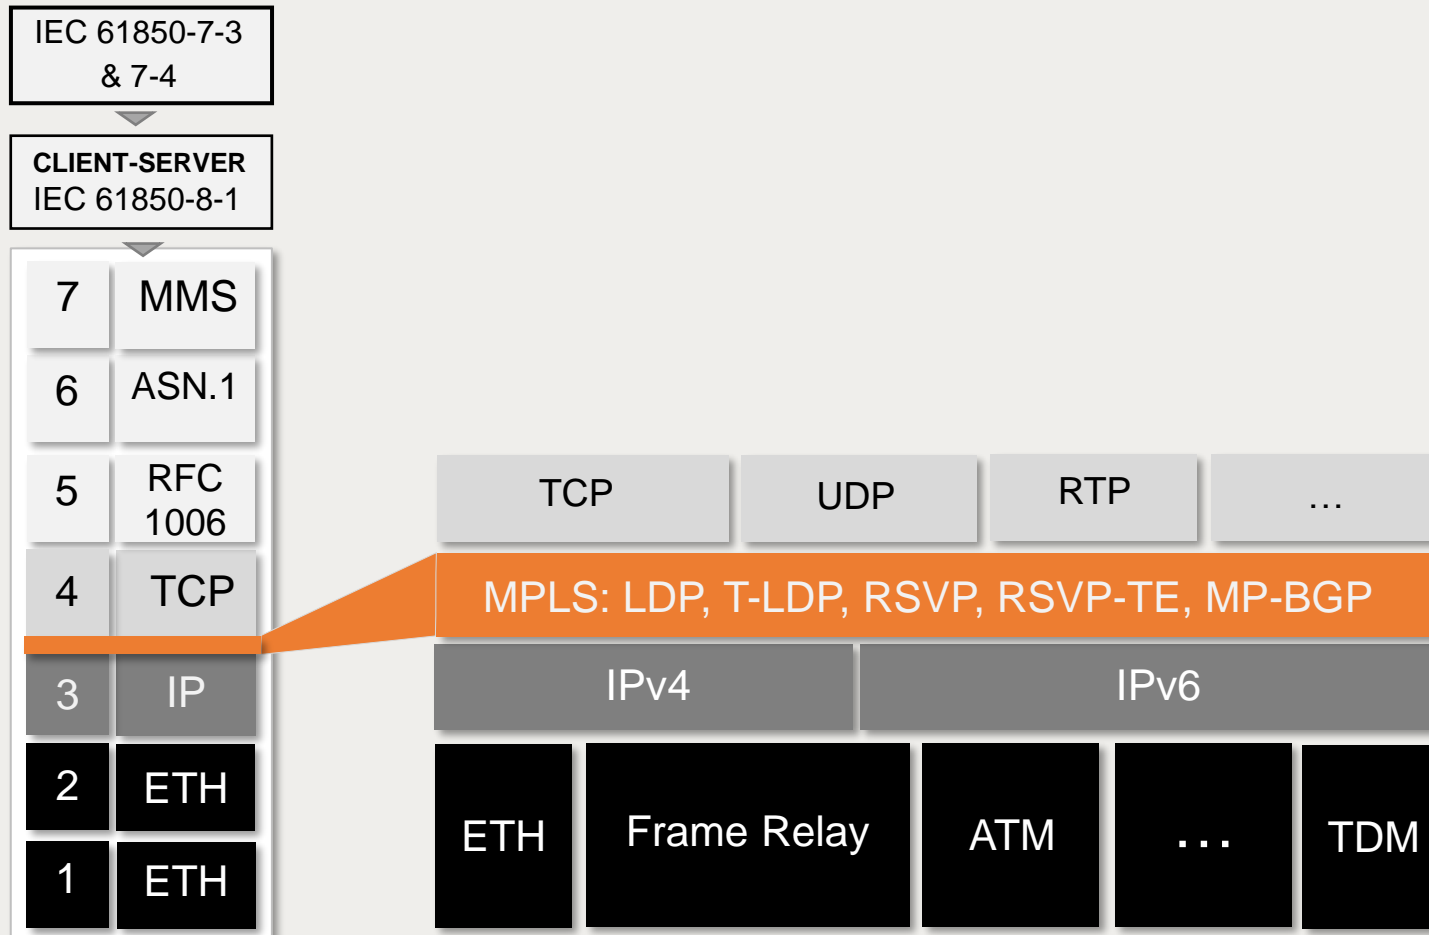 IEC 61850-7-3
& 7-4
CLIENT-SERVER
IEC 61850-8-1
7 MMS
6 ASN.1
5 RFC
1006
4 TCP
3 IP
2 ETH
1 ETH
TCP UDP RTP ...
MPLS: LDP, T-LDP, RSVP, RSVP-TE, MP-BGP
IPv4 IPv6
ETH Frame Relay ATM ... TDM